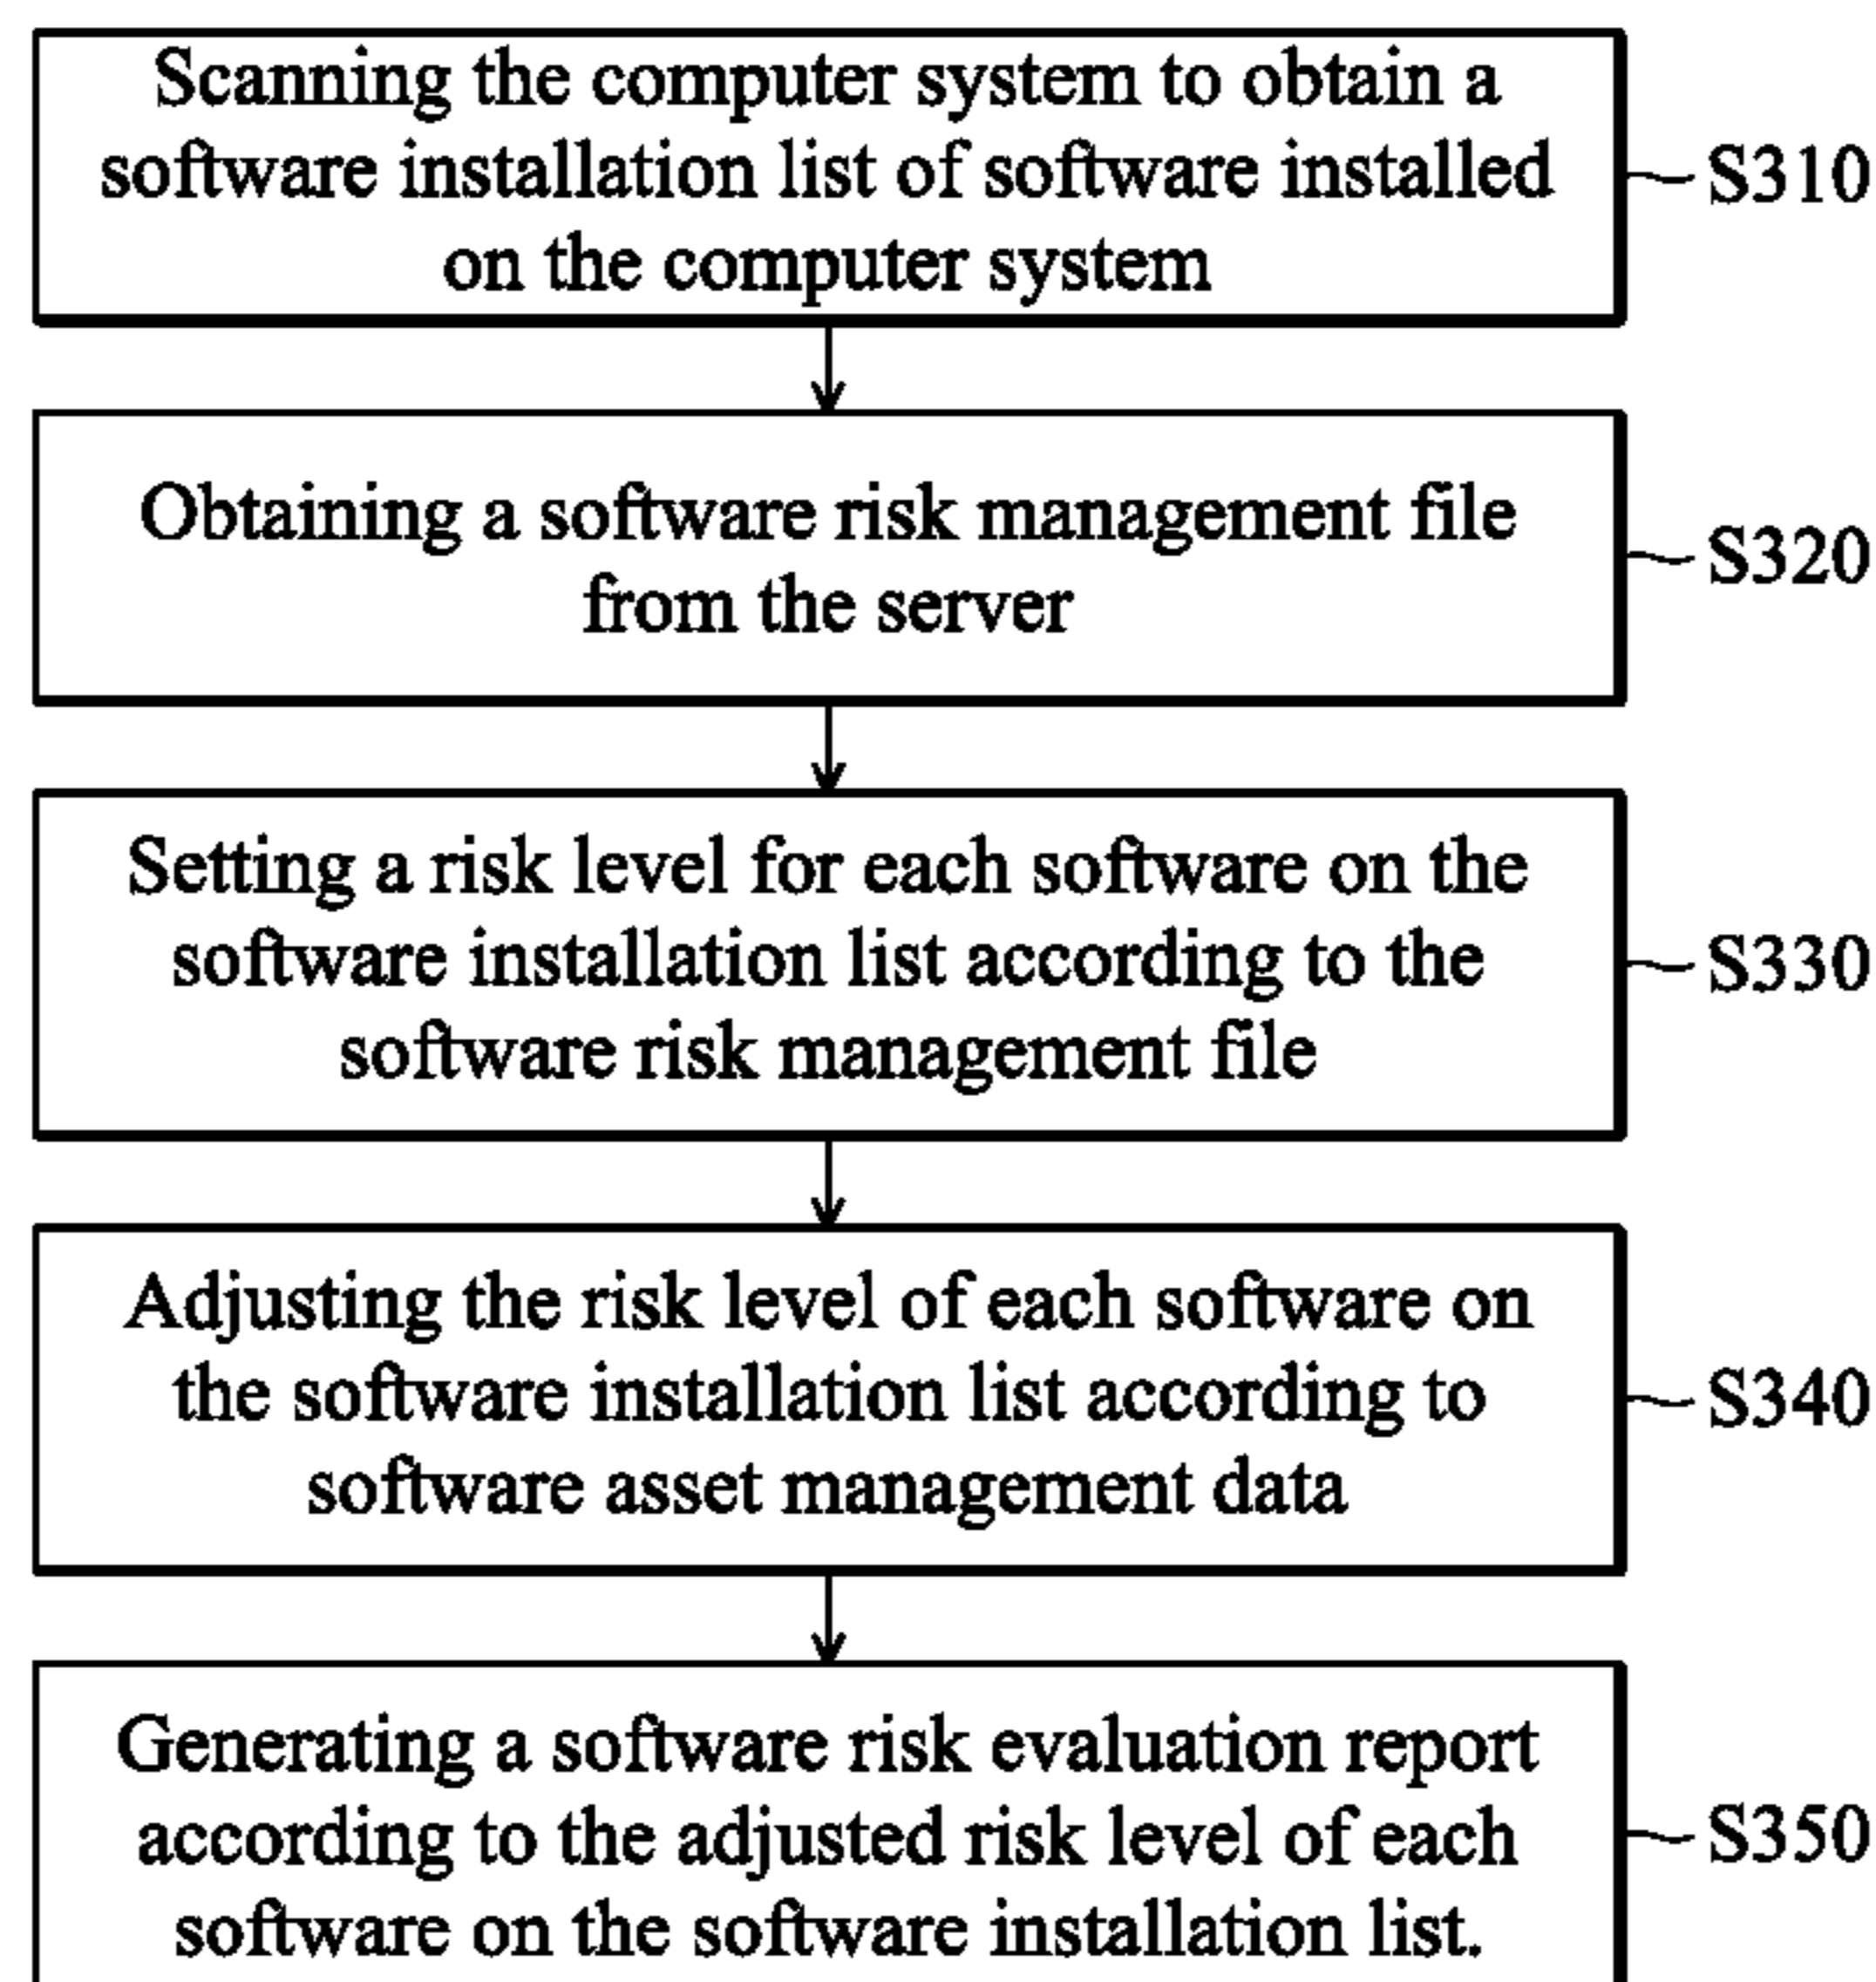 Scanning the computer system to obtain a
software installation list of software installed
on the computer system
S310
Obtaining a software risk management file
from the server
S320
Setting a risk level for each software on the
software installation list according to the
software risk management file
S330
Adjusting the risk level of each software on
the software installation list according to
software asset management data
S340
Generating a software risk evaluation report
according to the adjusted risk level of each
software on the software installation list.
S350